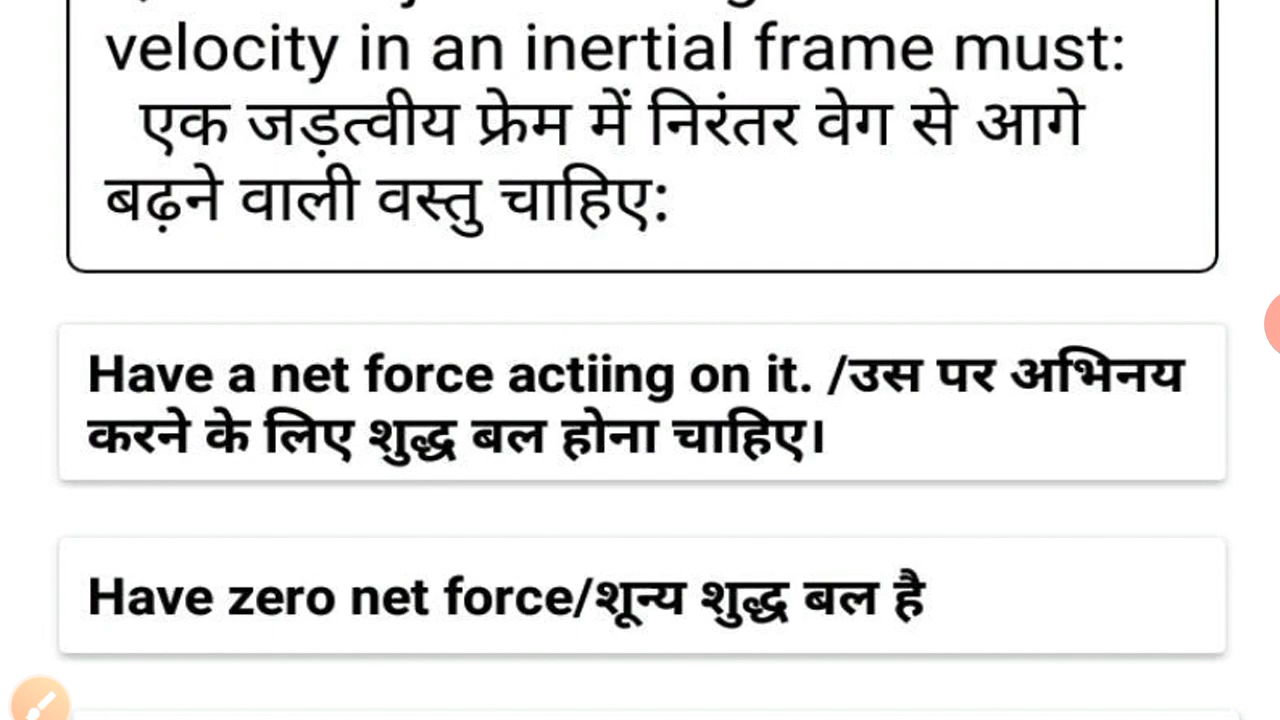 velocity in an inertial frame must:
एक जड़त्वीय फ्रेम में निरंतर वेग से आगे
बढ़ने वाली वस्तु चाहिए:
Have a net force actiing on it. /उस पर अभिनय
करने के लिए शुद्ध बल होना चाहिए।
Have zero net force/शून्य शुद्ध बल है